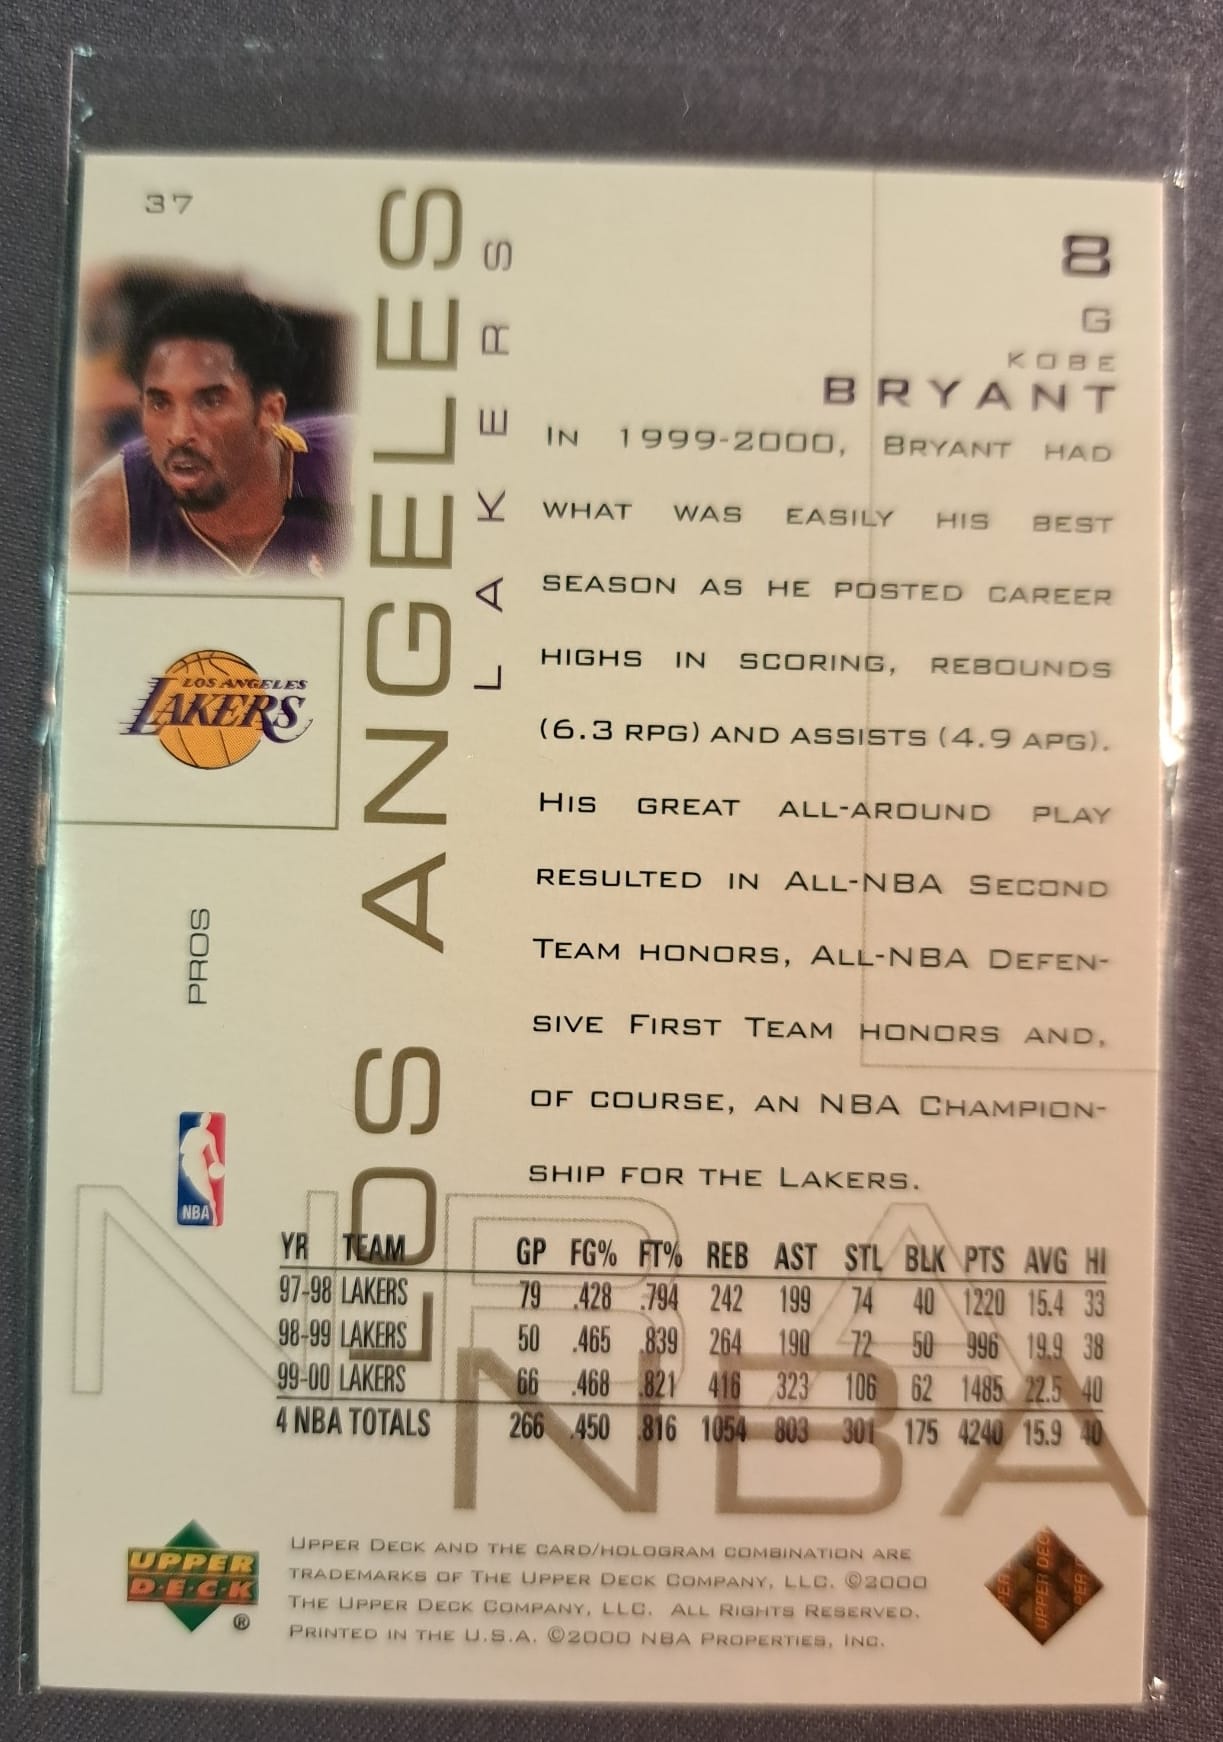 37
8
G
KOBE
BRYANT
LOS ANGELES
LAKERS
IN 1999-2000, BRYANT HAD
WHAT WAS EASILY HIS BEST
SEASON AS HE POSTED CAREER
HIGHS IN SCORING, REBOUNDS
(6.3 RPG) AND ASSISTS (4.9 APG).
HIS GREAT ALL-AROUND PLAY
RESULTED IN ALL-NBA SECOND
TEAM HONORS, ALL-NBA DEFEN-
SIVE FIRST TEAM HONORS AND,
OF COURSE, AN NBA CHAMPION-
SHIP FOR THE LAKERS.
LOS ANGELES
LAKERS
PROS
NBA
NBA
NBA
YR TEAM GP FG% FT% REB AST STL BLK PTS AVG HI
97-98 LAKERS 79 .428 .794 242 199 74 40 1220 15.4 33
98-99 LAKERS 50 .465 .839 264 190 72 50 996 19.9 38
99-00 LAKERS 66 .468 .821 416 323 106 62 1485 22.5 40
4 NBA TOTALS 266 .450 .816 1054 803 301 175 4240 15.9 40
UPPER
D·E·C·K
®
UPPER DECK AND THE CARD/HOLOGRAM COMBINATION ARE
TRADEMARKS OF THE UPPER DECK COMPANY, LLC. ©2000
THE UPPER DECK COMPANY, LLC. ALL RIGHTS RESERVED.
PRINTED IN THE U.S.A. ©2000 NBA PROPERTIES, INC.
UPPER DEC